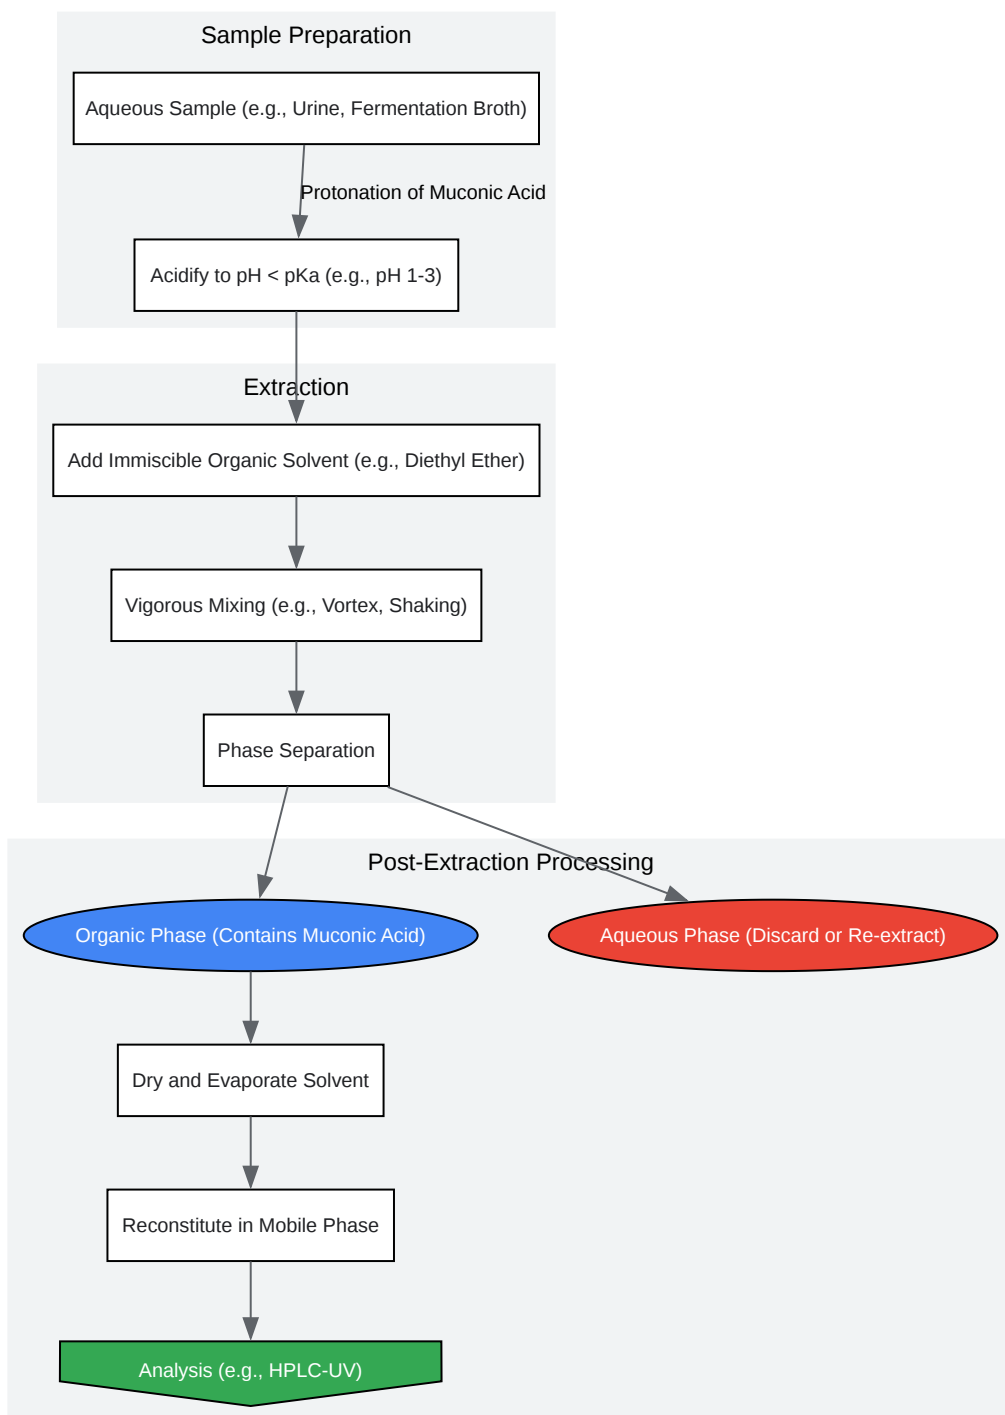 Sample Preparation
Aqueous Sample (e.g., Urine, Fermentation Broth)
Protonation of Muconic Acid
Acidify to pH < pKa (e.g., pH 1-3)
Extraction
Add Immiscible Organic Solvent (e.g., Diethyl Ether)
Vigorous Mixing (e.g., Vortex, Shaking)
Phase Separation
Post-Extraction Processing
Organic Phase (Contains Muconic Acid)
Aqueous Phase (Discard or Re-extract)
Dry and Evaporate Solvent
Reconstitute in Mobile Phase
Analysis (e.g., HPLC-UV)